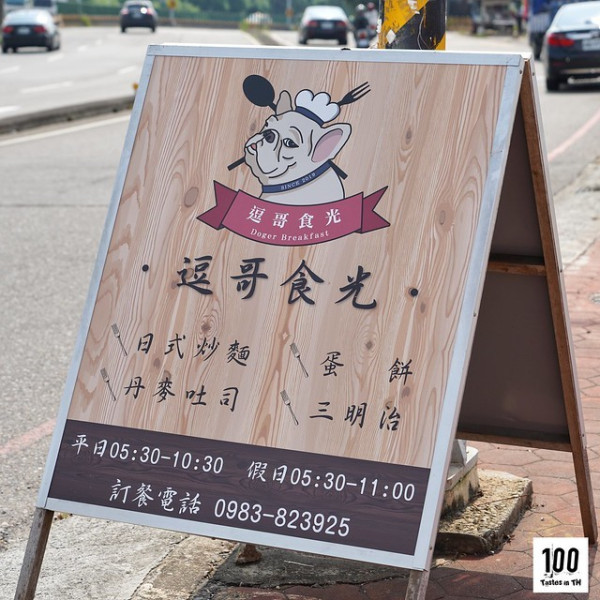 SINCE 2019
逗哥食光
Doger Breakfast
·逗哥食光·
日式炒麵 蛋餅
丹麥吐司 三明治
平日05:30-10:30 假日05:30-11:00
訂餐電話 0983-823925
100
Tastes in TW